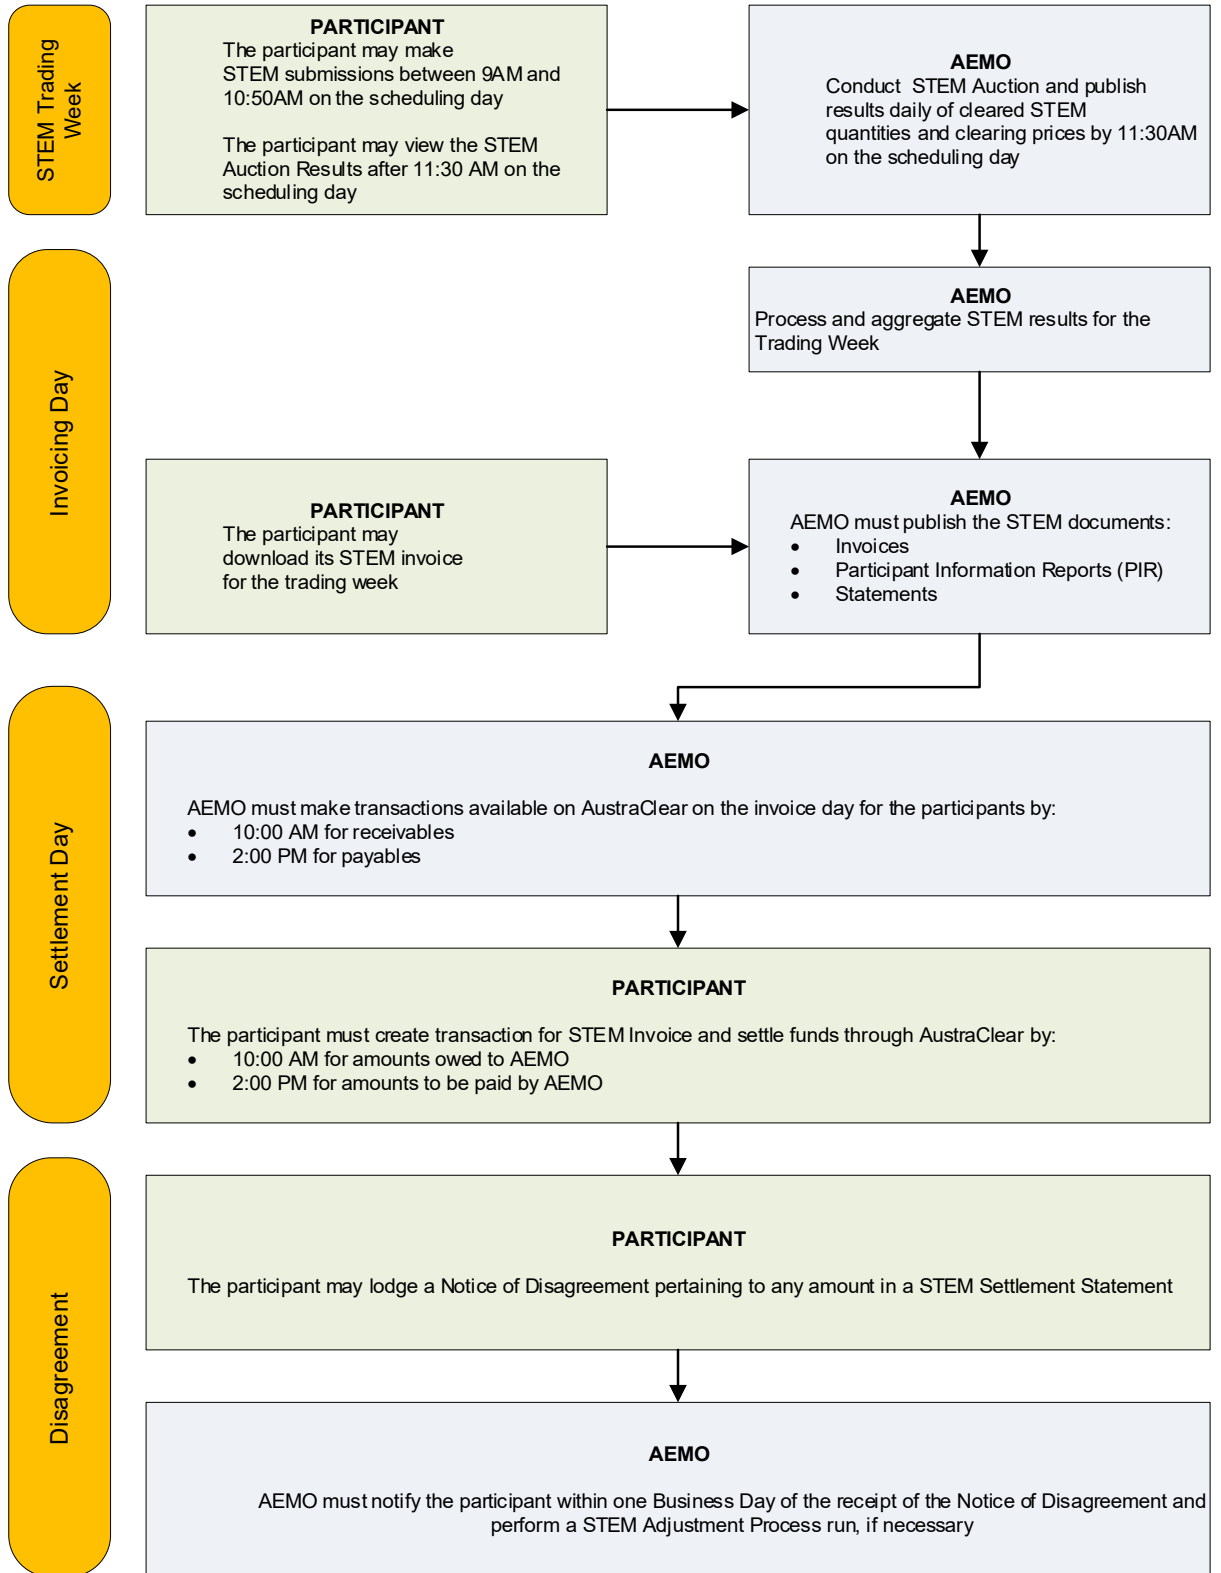 STEM Trading
Week
PARTICIPANT
The participant may make
STEM submissions between 9AM and
10:50AM on the scheduling day
The participant may view the STEM
Auction Results after 11:30 AM on the
scheduling day
AEMO
Conduct STEM Auction and publish
results daily of cleared STEM
quantities and clearing prices by 11:30AM
on the scheduling day
Invoicing Day
AEMO
Process and aggregate STEM results for the
Trading Week
PARTICIPANT
The participant may
download its STEM invoice
for the trading week
AEMO
AEMO must publish the STEM documents:
• Invoices
• Participant Information Reports (PIR)
• Statements
Settlement Day
AEMO
AEMO must make transactions available on AustraClear on the invoice day for the participants by:
• 10:00 AM for receivables
• 2:00 PM for payables
PARTICIPANT
The participant must create transaction for STEM Invoice and settle funds through AustraClear by:
• 10:00 AM for amounts owed to AEMO
• 2:00 PM for amounts to be paid by AEMO
Disagreement
PARTICIPANT
The participant may lodge a Notice of Disagreement pertaining to any amount in a STEM Settlement Statement
AEMO
AEMO must notify the participant within one Business Day of the receipt of the Notice of Disagreement and
perform a STEM Adjustment Process run, if necessary